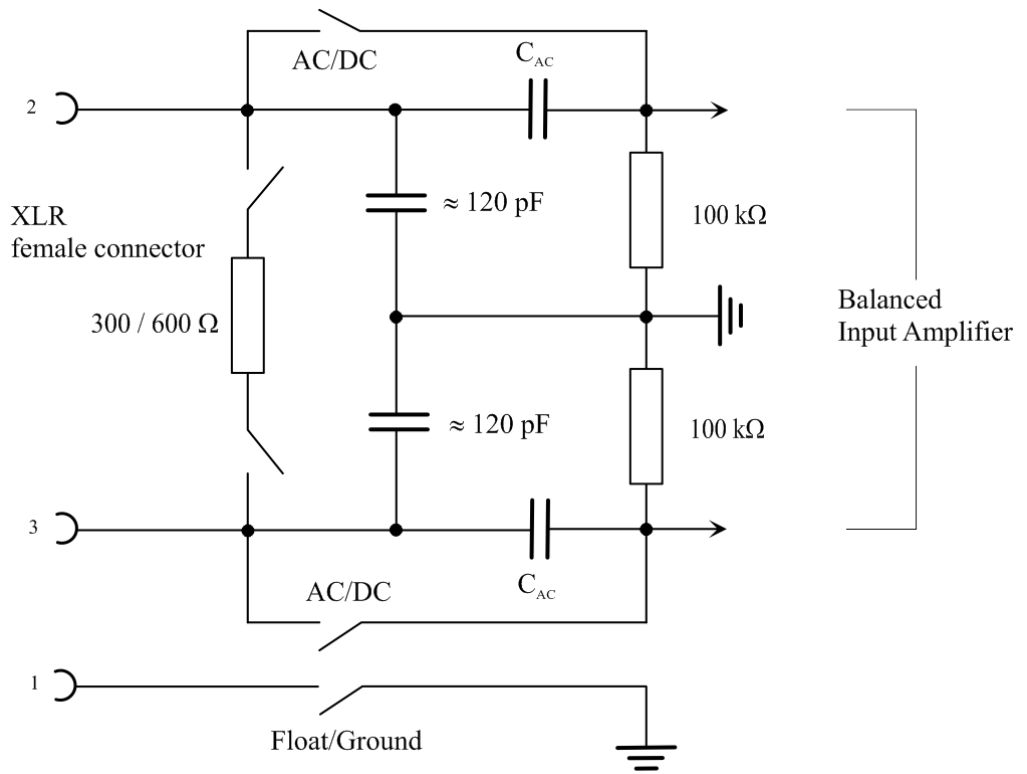 AC/DC
C_AC
2
≈ 120 pF
XLR
female connector
100 kΩ
300 / 600 Ω
Balanced
Input Amplifier
≈ 120 pF
100 kΩ
3
AC/DC
C_AC
1
Float/Ground